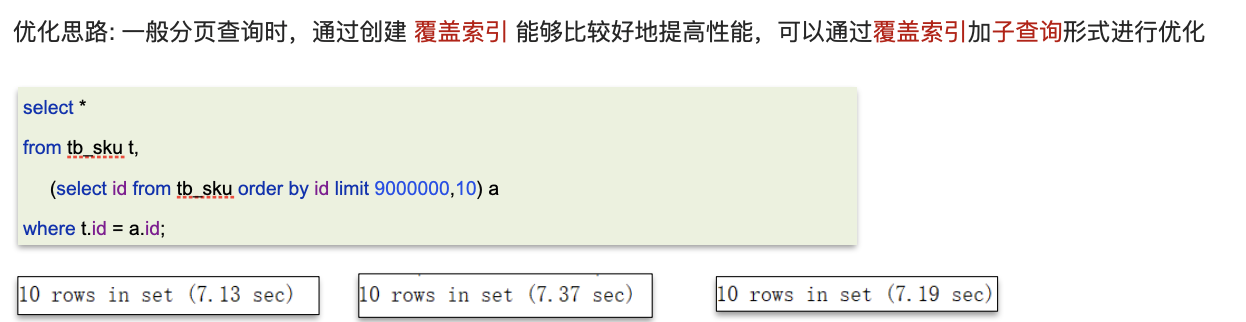 优化思路: 一般分页查询时，通过创建 覆盖索引 能够比较好地提高性能，可以通过覆盖索引加子查询形式进行优化
select *
from tb_sku t,
(select id from tb_sku order by id limit 9000000,10) a
where t.id = a.id;
10 rows in set (7.13 sec)
10 rows in set (7.37 sec)
10 rows in set (7.19 sec)